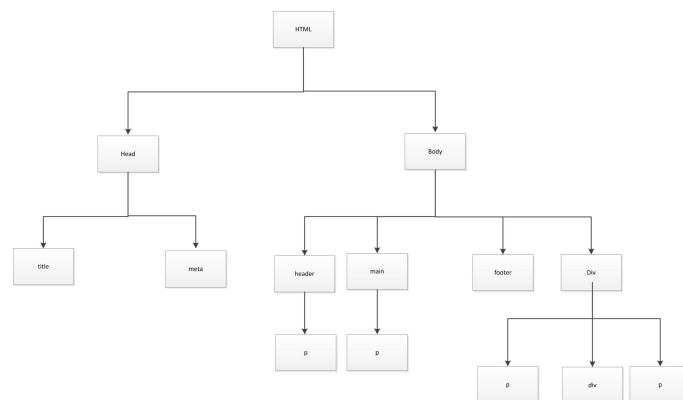 HTML
Head
Body
title
meta
header
main
footer
Div
p
p
p
div
p